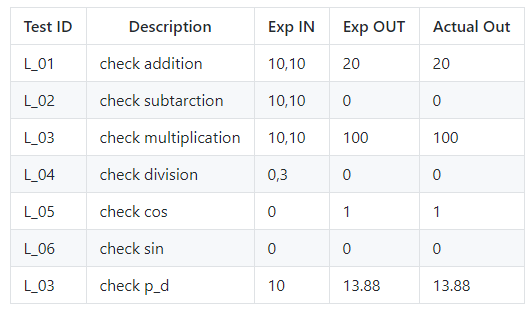 Test ID Description Exp IN Exp OUT Actual Out
L_01 check addition 10,10 20 20
L_02 check subtarction 10,10 0 0
L_03 check multiplication 10,10 100 100
L_04 check division 0,3 0 0
L_05 check cos 0 1 1
L_06 check sin 0 0 0
L_03 check p_d 10 13.88 13.88